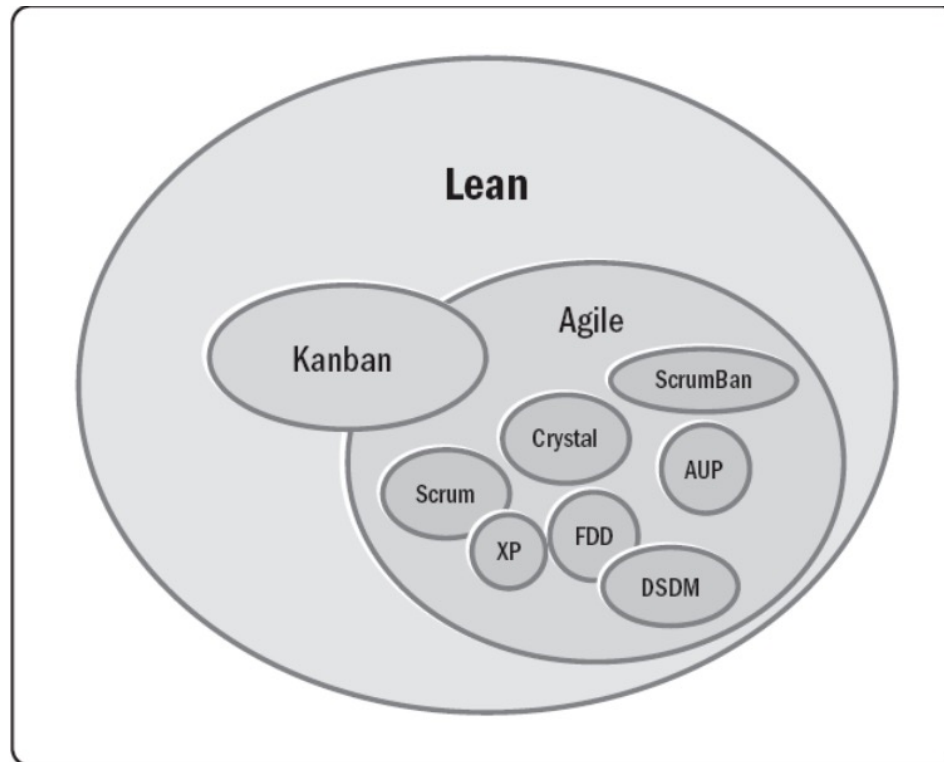 Lean
Agile
Kanban
ScrumBan
Crystal
AUP
Scrum
FDD
XP
DSDM